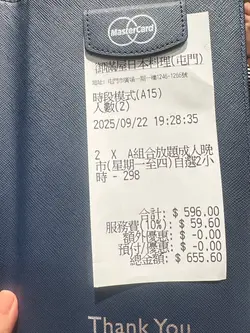 MasterCard
御滿屋日本料理(屯門)
時段模式(A15)
人數(2)
2025/09/22 19:28:35
2 X A組合放題成人晚
市(星期一至四)自選2小
時 - 298
合計: $ 596.00
服務費(10%): $ 59.60
額外優惠: $ -0.00
預付/優惠: $ -0.00
總金額: $ 655.60
Thank You